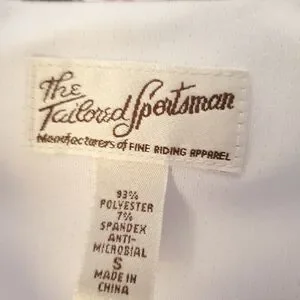 The
Tailored Sportsman
Manufacturers of FINE RIDING APPAREL
93%
POLYESTER
7%
SPANDEX
ANTI-
MICROBIAL
S
MADE IN
CHINA